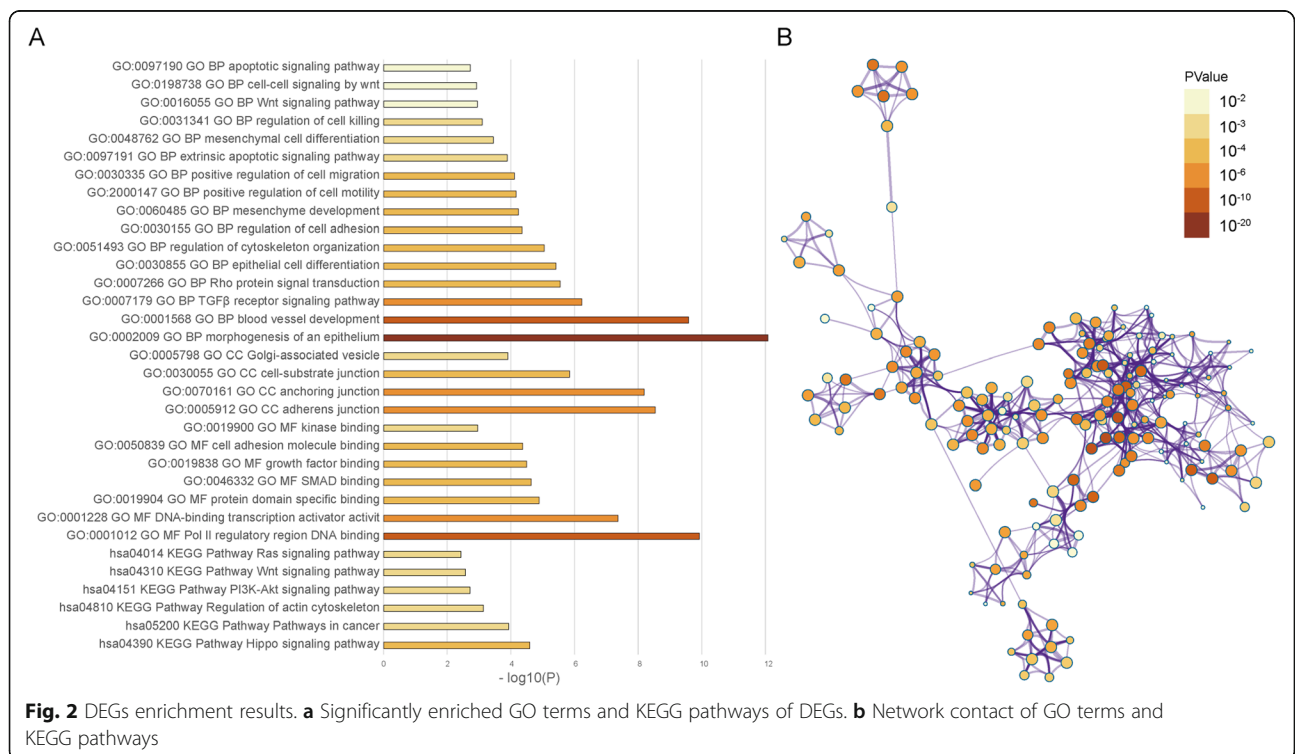 A
GO:0097190 GO BP apoptotic signaling pathway
GO:0198738 GO BP cell-cell signaling by wnt
GO:0016055 GO BP Wnt signaling pathway
GO:0031341 GO BP regulation of cell killing
GO:0048762 GO BP mesenchymal cell differentiation
GO:0097191 GO BP extrinsic apoptotic signaling pathway
GO:0030335 GO BP positive regulation of cell migration
GO:2000147 GO BP positive regulation of cell motility
GO:0060485 GO BP mesenchyme development
GO:0030155 GO BP regulation of cell adhesion
GO:0051493 GO BP regulation of cytoskeleton organization
GO:0030855 GO BP epithelial cell differentiation
GO:0007266 GO BP Rho protein signal transduction
GO:0007179 GO BP TGFβ receptor signaling pathway
GO:0001568 GO BP blood vessel development
GO:0002009 GO BP morphogenesis of an epithelium
GO:0005798 GO CC Golgi-associated vesicle
GO:0030055 GO CC cell-substrate junction
GO:0070161 GO CC anchoring junction
GO:0005912 GO CC adherens junction
GO:0019900 GO MF kinase binding
GO:0050839 GO MF cell adhesion molecule binding
GO:0019838 GO MF growth factor binding
GO:0046332 GO MF SMAD binding
GO:0019904 GO MF protein domain specific binding
GO:0001228 GO MF DNA-binding transcription activator activit
GO:0001012 GO MF Pol II regulatory region DNA binding
hsa04014 KEGG Pathway Ras signaling pathway
hsa04310 KEGG Pathway Wnt signaling pathway
hsa04151 KEGG Pathway PI3K-Akt signaling pathway
hsa04810 KEGG Pathway Regulation of actin cytoskeleton
hsa05200 KEGG Pathway Pathways in cancer
hsa04390 KEGG Pathway Hippo signaling pathway
0 2 4 6 8 10 12
- log10(P)
B
PValue
10⁻²
10⁻³
10⁻⁴
10⁻⁶
10⁻¹⁰
10⁻²⁰
Fig. 2 DEGs enrichment results. a Significantly enriched GO terms and KEGG pathways of DEGs. b Network contact of GO terms and
KEGG pathways